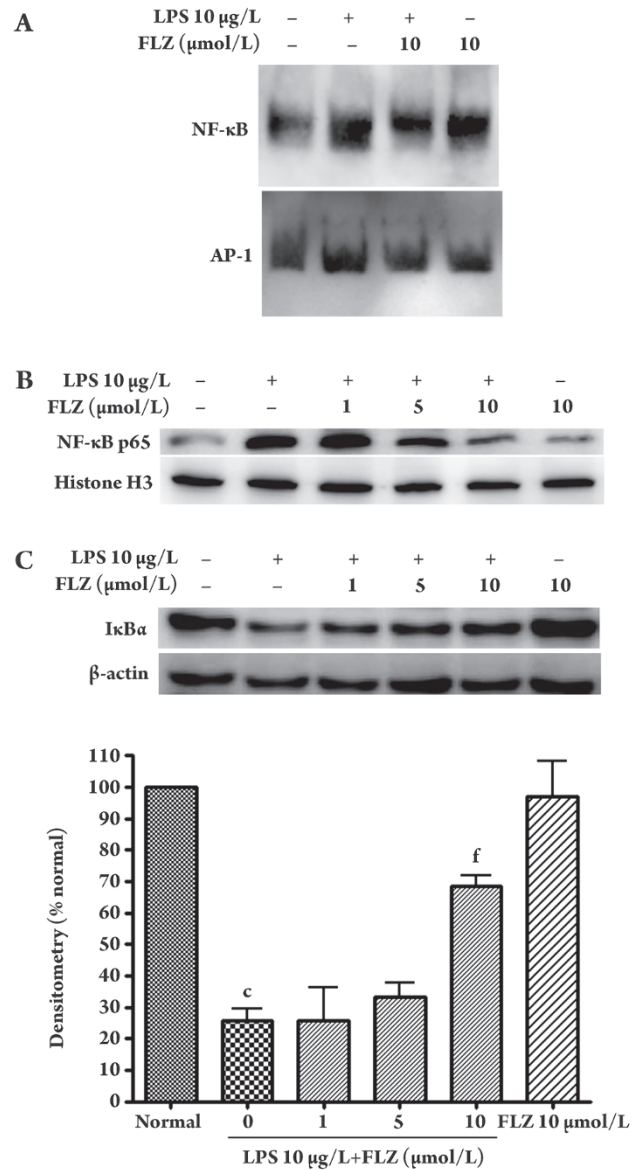 A
LPS 10 µg/L – + + –
FLZ (µmol/L) – – 10 10
NF-κB
AP-1
B
LPS 10 µg/L – + + + + –
FLZ (µmol/L) – – 1 5 10 10
NF-κB p65
Histone H3
C
LPS 10 µg/L – + + + + –
FLZ (µmol/L) – – 1 5 10 10
IκBα
β-actin
Densitometry (% normal)
110
100
90
80
70
60
50
40
30
20
10
0
c
f
Normal 0 1 5 10 FLZ 10 µmol/L
LPS 10 µg/L+FLZ (µmol/L)